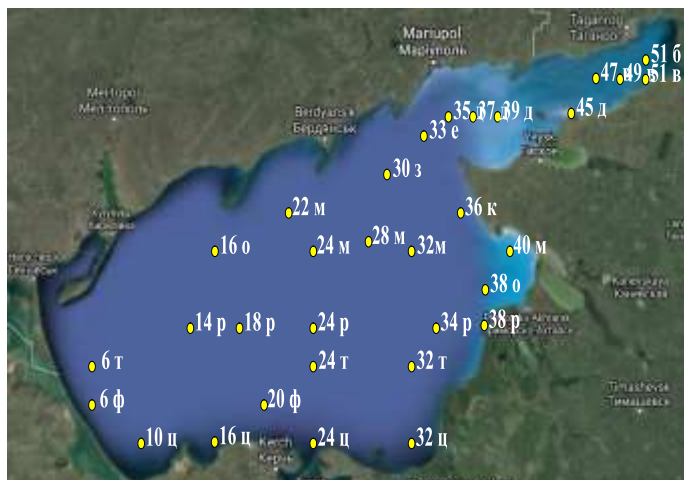 Taganrog
Таганрог
51 б
Mariupol
Маріуполь
47 в
49 в
51 в
Melitopol
Мелітополь
35 д
37 д
39 д
45 д
Berdyans'k
Бердянськ
33 е
30 з
22 м
36 к
28 м
16 о
24 м
32м
40 м
38 о
14 р
18 р
24 р
34 р
38 р
6 т
24 т
32 т
6 ф
20 ф
Timashevsk
Тимашевск
10 ц
16 ц
Kerch
Керч
24 ц
32 ц